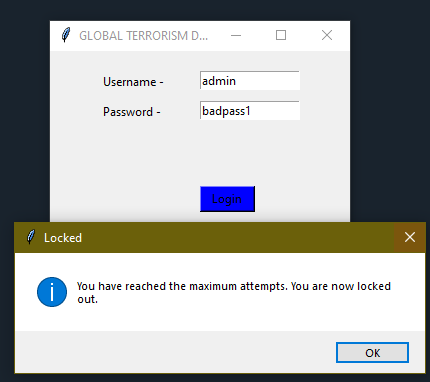 GLOBAL TERRORISM D...
Username -
admin
Password -
badpass1
Login
Locked
You have reached the maximum attempts. You are now locked
out.
OK